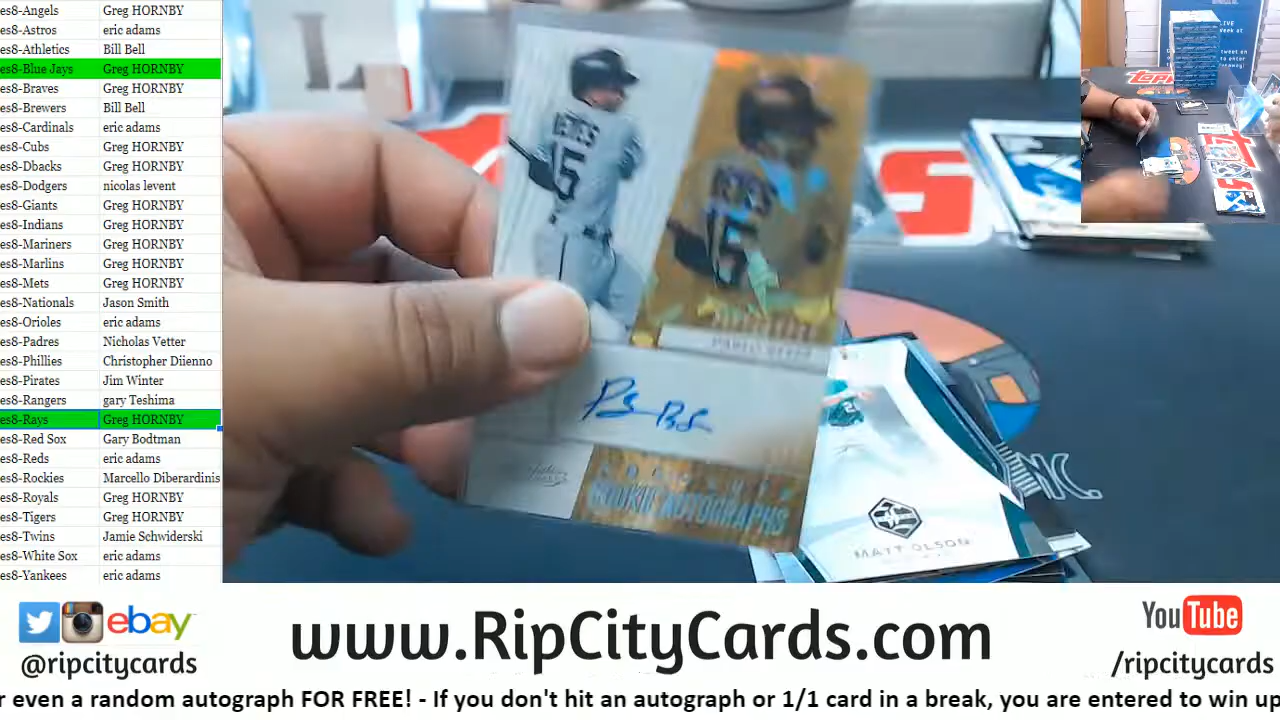 es8-Angels Greg HORNBY
es8-Astros eric adams
es8-Athletics Bill Bell
es8-Blue Jays Greg HORNBY
es8-Braves Greg HORNBY
es8-Brewers Bill Bell
es8-Cardinals eric adams
es8-Cubs Greg HORNBY
es8-Dbacks Greg HORNBY
es8-Dodgers nicolas levent
es8-Giants Greg HORNBY
es8-Indians Greg HORNBY
es8-Mariners Greg HORNBY
es8-Marlins Greg HORNBY
es8-Mets Greg HORNBY
es8-Nationals Jason Smith
es8-Orioles eric adams
es8-Padres Nicholas Vetter
es8-Phillies Christopher Diienno
es8-Pirates Jim Winter
es8-Rangers gary Teshima
es8-Rays Greg HORNBY
es8-Red Sox Gary Bodtman
es8-Reds eric adams
es8-Rockies Marcello Diberardinis
es8-Royals Greg HORNBY
es8-Tigers Greg HORNBY
es8-Twins Jamie Schwiderski
es8-White Sox eric adams
es8-Yankees eric adams
REYES
15
ROOKIE AUTOGRAPHS
MATT OLSON
ebay
@ripcitycards
www.RipCityCards.com
YouTube
/ripcitycards
r even a random autograph FOR FREE! - If you don't hit an autograph or 1/1 card in a break, you are entered to win up